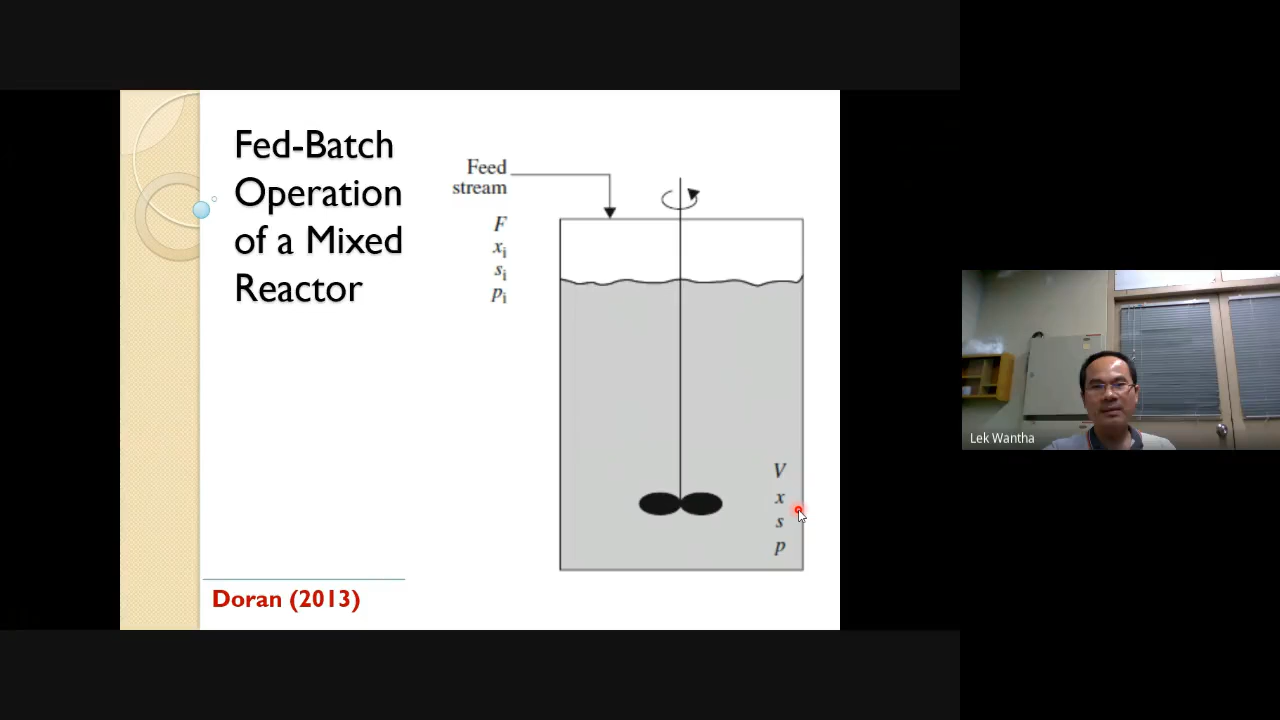 Fed-Batch
Operation
of a Mixed
Reactor
Feed
stream
F
xi
si
pi
V
x
s
p
Doran (2013)
Lek Wantha